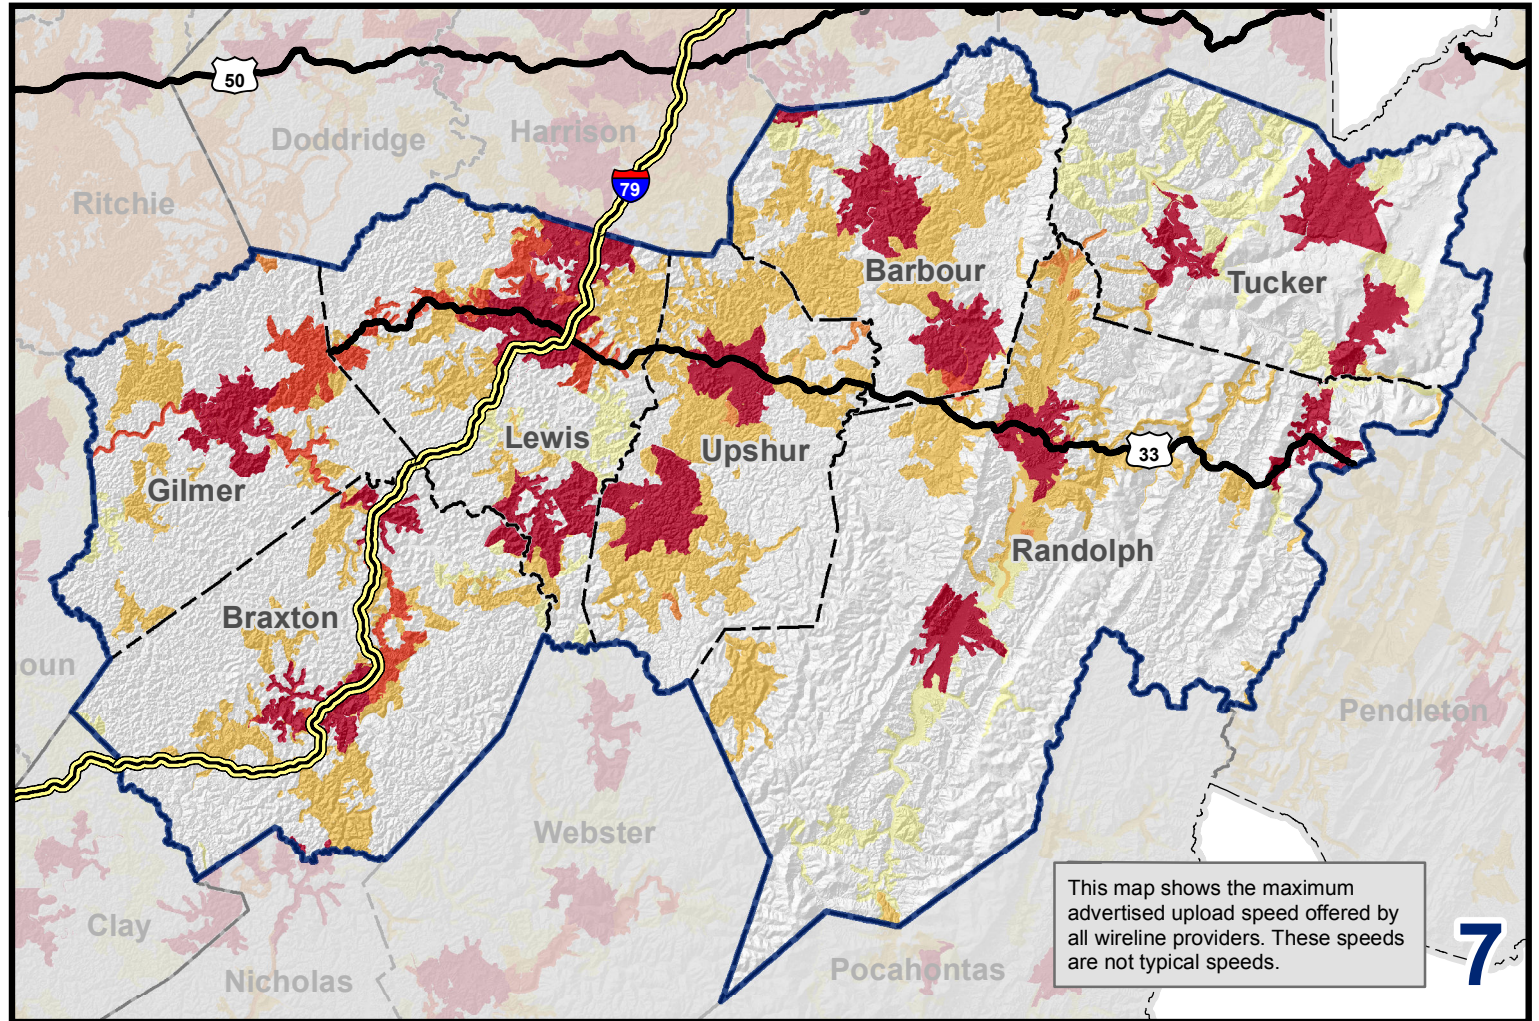 50
Doddridge
Harrison
79
Ritchie
Barbour
Tucker
Lewis
Upshur
33
Gilmer
Randolph
Braxton
oun
Pendleton
Webster
This map shows the maximum
advertised upload speed offered by
all wireline providers. These speeds
are not typical speeds.
7
Clay
Nicholas
Pocahontas